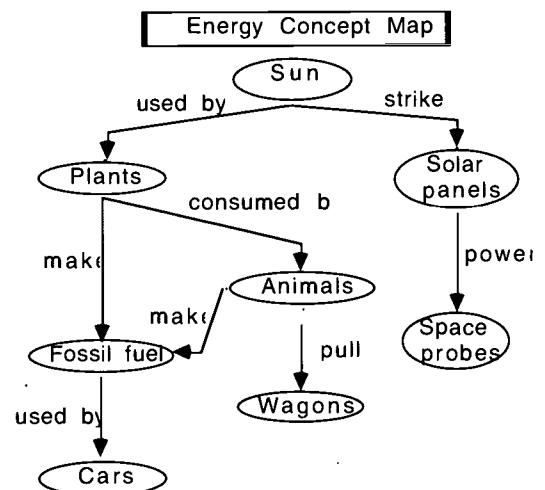 Energy Concept Map
Sun
used by
strike
Plants
Solar
panels
consumed b
make
power
Animals
make
Fossil fuel
Space
probes
pull
used by
Wagons
Cars